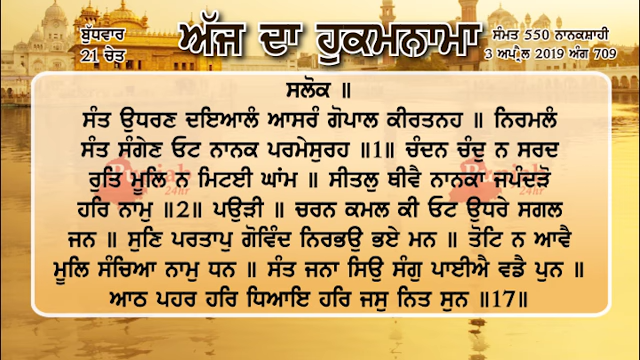 ਬੁੱਧਵਾਰ
21 ਚੇਤ
ਅੱਜ ਦਾ ਹੁਕਮਨਾਮਾ
ਸੰਮਤ 550 ਨਾਨਕਸ਼ਾਹੀ
3 ਅਪ੍ਰੈਲ 2019 ਅੰਗ 709
ਸਲੋਕ ॥
ਸੰਤ ਉਧਰਣ ਦਇਆਲੰ ਆਸਰੰ ਗੋਪਾਲ ਕੀਰਤਨਹ ॥ ਨਿਰਮਲੰ
ਸੰਤ ਸੰਗੇਣ ਓਟ ਨਾਨਕ ਪਰਮੇਸੁਰਹ ॥1॥ ਚੰਦਨ ਚੰਦੁ ਨ ਸਰਦ
ਰੁਤਿ ਮੂਲਿ ਨ ਮਿਟਈ ਘਾਂਮ ॥ ਸੀਤਲੁ ਥੀਵੈ ਨਾਨਕਾ ਜਪੰਦੜੋ
ਹਰਿ ਨਾਮੁ ॥2॥ ਪਉੜੀ ॥ ਚਰਨ ਕਮਲ ਕੀ ਓਟ ਉਧਰੇ ਸਗਲ
ਜਨ ॥ ਸੁਣਿ ਪਰਤਾਪੁ ਗੋਵਿੰਦ ਨਿਰਭਉ ਭਏ ਮਨ ॥ ਤੋਟਿ ਨ ਆਵੈ
ਮੂਲਿ ਸੰਚਿਆ ਨਾਮੁ ਧਨ ॥ ਸੰਤ ਜਨਾ ਸਿਉ ਸੰਗੁ ਪਾਈਐ ਵਡੈ ਪੁਨ ॥
ਆਠ ਪਹਰ ਹਰਿ ਧਿਆਇ ਹਰਿ ਜਸੁ ਨਿਤ ਸੁਨ ॥17॥